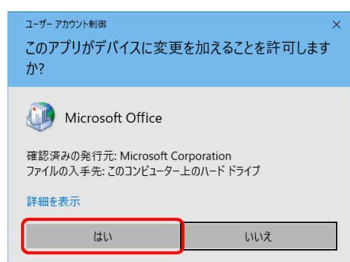 ユーザー アカウント制御
このアプリがデバイスに変更を加えることを許可します
か?
Microsoft Office
確認済みの発行元: Microsoft Corporation
ファイルの入手先: このコンピューター上のハード ドライブ
詳細を表示
はい
いいえ